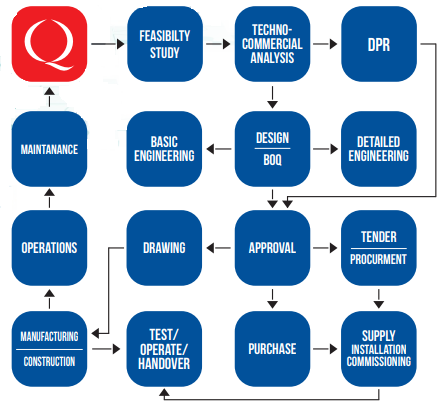 Q
FEASIBILTY
STUDY
TECHNO-
COMMERCIAL
ANALYSIS
DPR
MAINTANANCE
BASIC
ENGINEERING
DESIGN
BOQ
DETAILED
ENGINEERING
OPERATIONS
DRAWING
APPROVAL
TENDER
PROCURMENT
MANUFACTURING
CONSTRUCTION
TEST/
OPERATE/
HANDOVER
PURCHASE
SUPPLY
INSTALLATION
COMMISSIONING